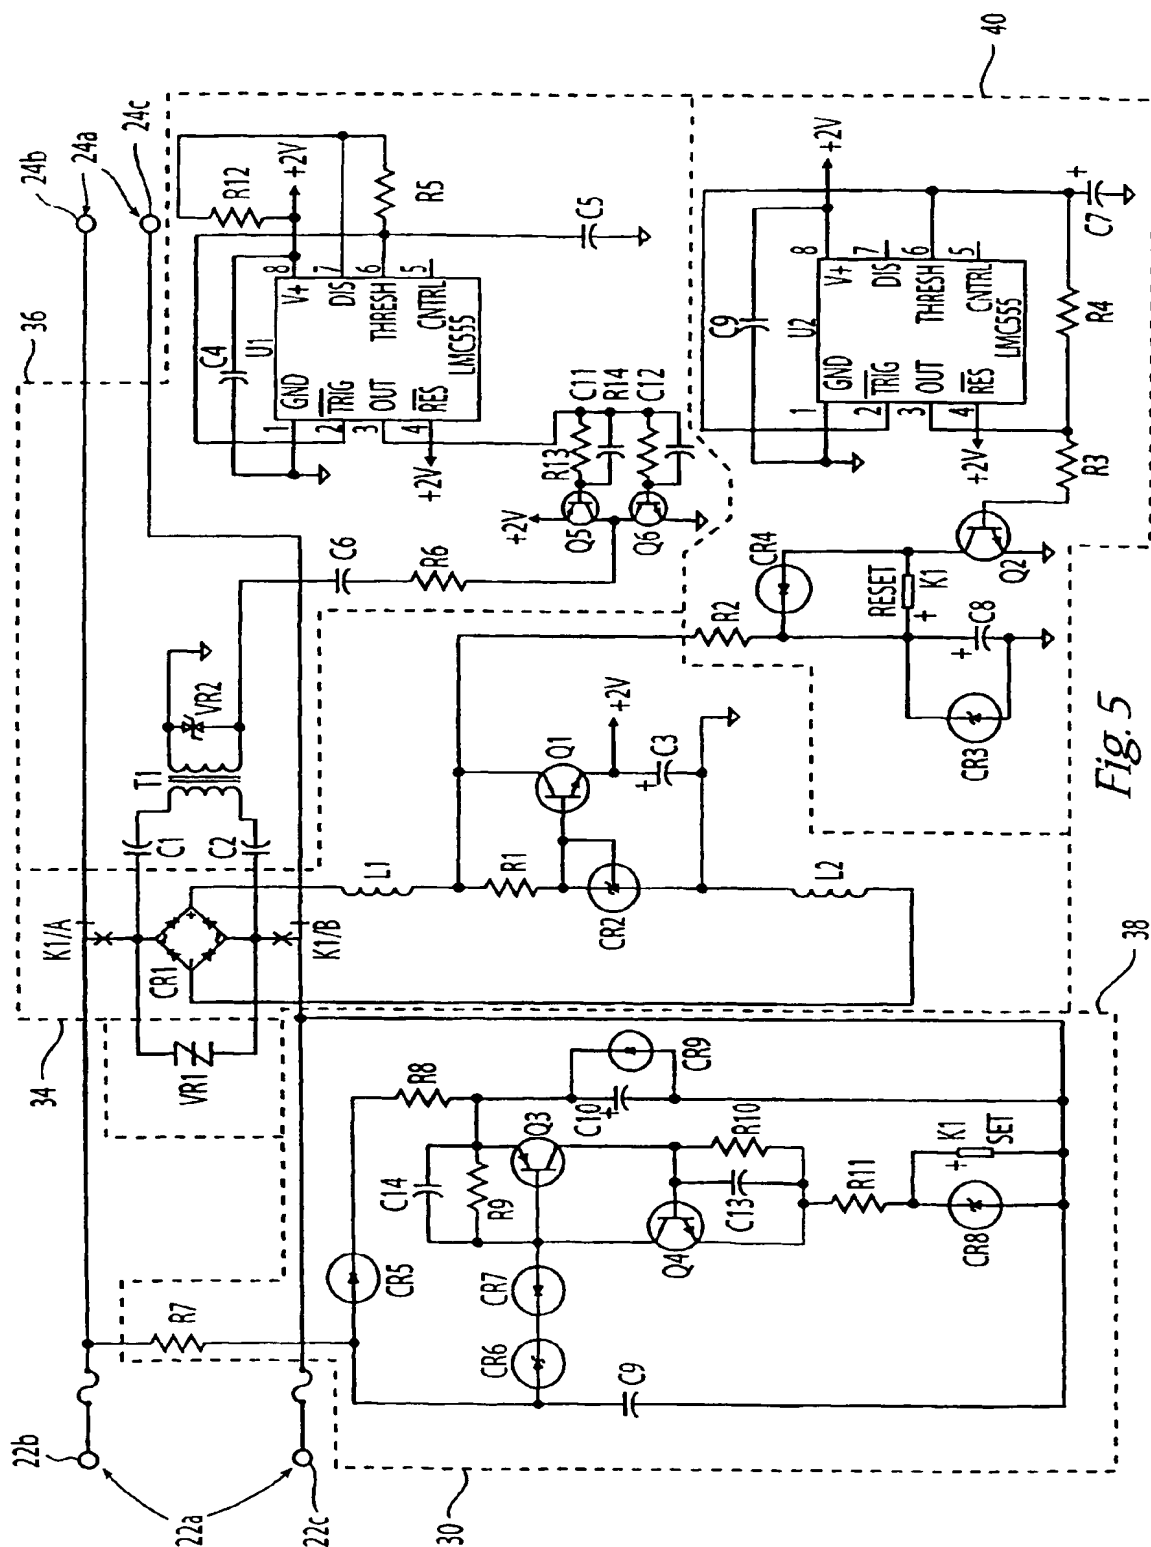 22b
22a
22c
24b
24a
24c
36
34
30
38
40
R7
CR5
CR7
CR6
C9
C14
R9
R8
Q3
C10
+
CR9
Q4
C13
R10
R11
CR8
K1
SET
+
VR1
K1/A
CR1
+
K1/B
C1
C2
T1
VR2
L1
R1
CR2
Q1
+2V
C3
+
L2
C6
R6
+2V
Q5
Q6
R13
C11
R14
C12
C4
U1
GND
TRIG
OUT
RES
V+
DIS
THRESH
CNTRL
LMC555
1
2
3
4
8
7
6
5
+2V
+2V
R12
R5
C5
R2
CR4
RESET
K1
+
C8
+
CR3
Q2
R3
R4
C7
+
C9
U2
GND
TRIG
OUT
RES
V+
DIS
THRESH
CNTRL
LMC555
1
2
3
4
8
7
6
5
+2V
+2V
Fig. 5